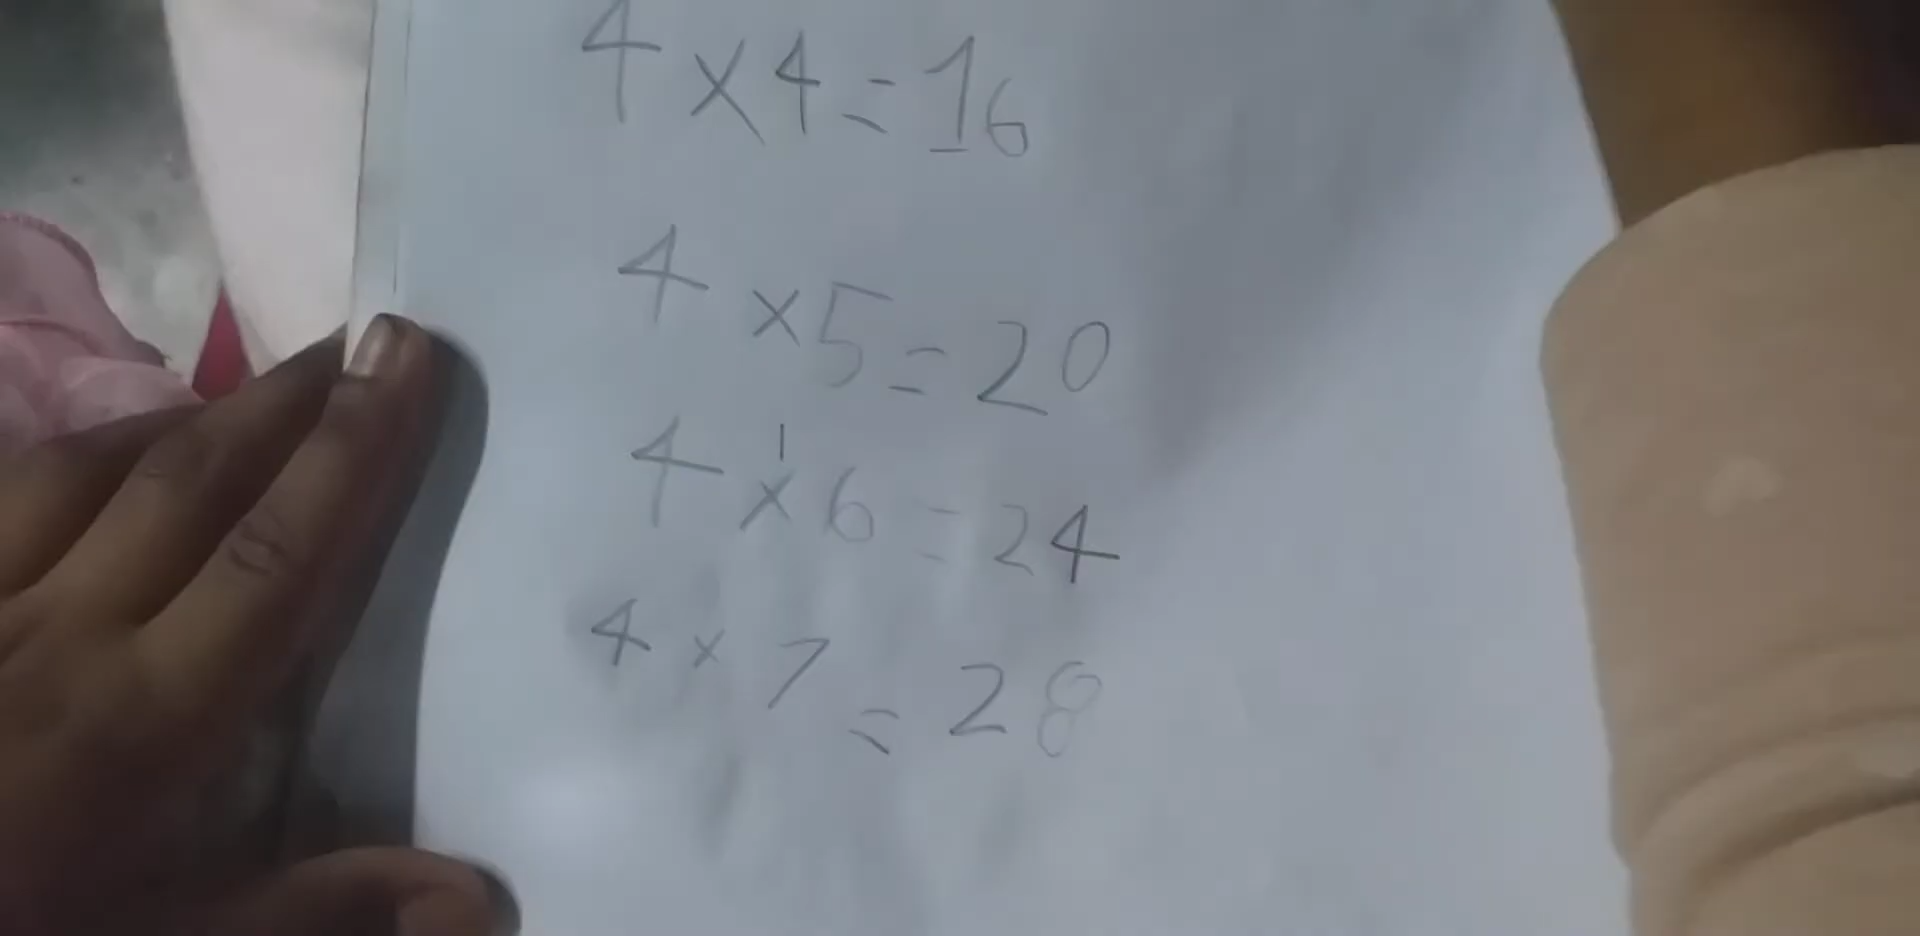 4 × 4 = 16
4 × 5 = 20
4 × 6 = 24
4 × 7 = 28